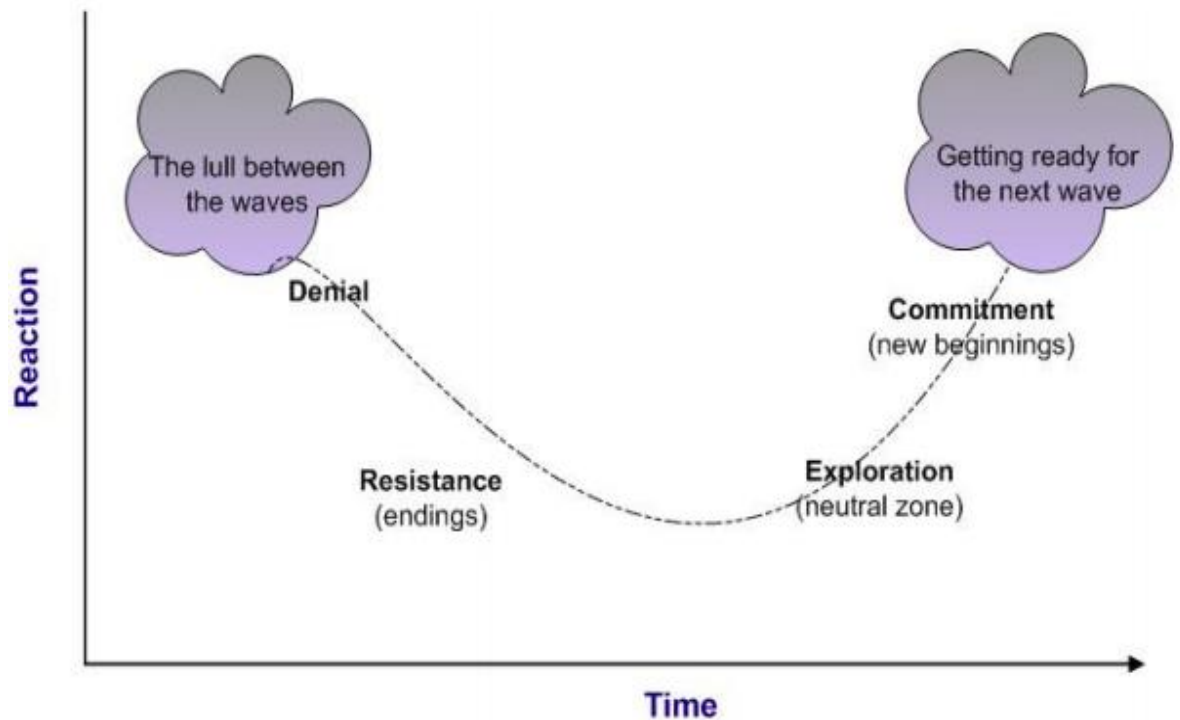 The lull between
the waves
Getting ready for
the next wave
Denial
Commitment
(new beginnings)
Reaction
Resistance
(endings)
Exploration
(neutral zone)
Time